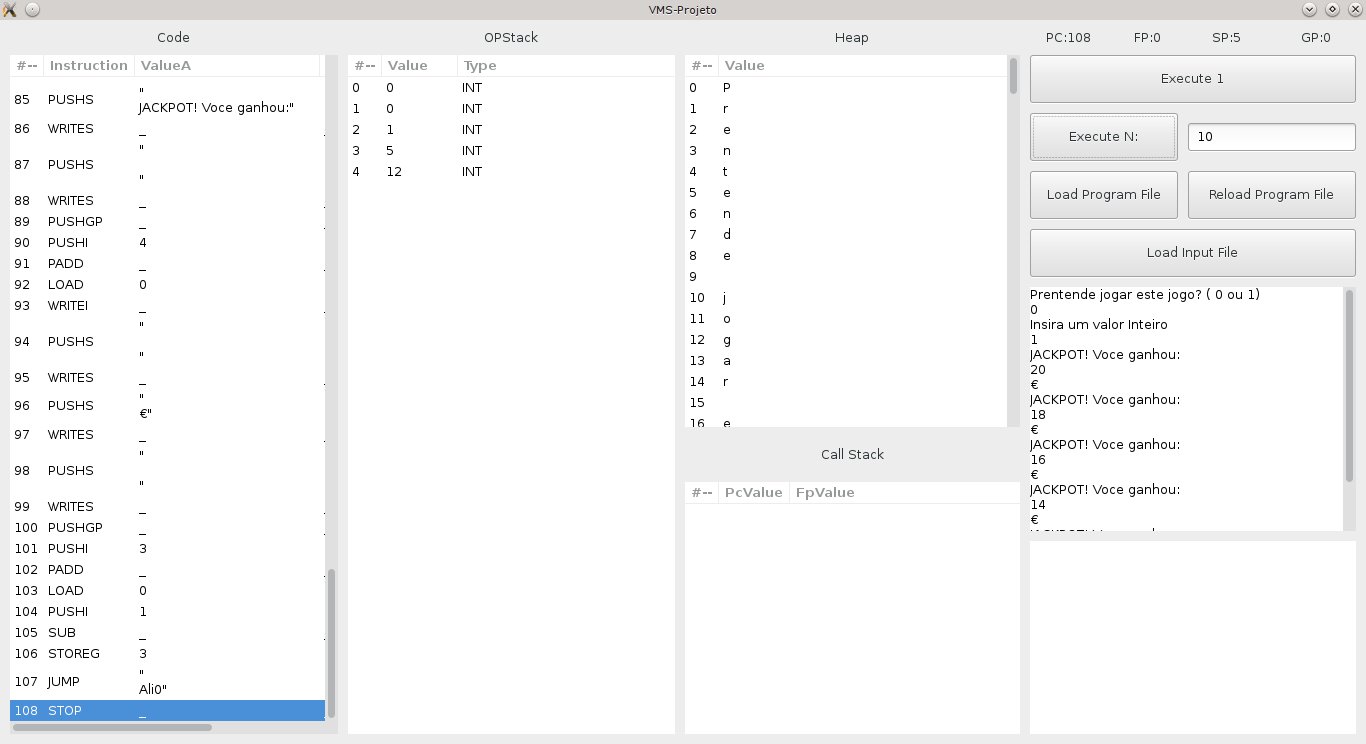 VMS-Projeto
Code
#-- Instruction ValueA
85 PUSHS "
JACKPOT! Voce ganhou:"
86 WRITES _
87 PUSHS "
"
88 WRITES _
89 PUSHGP _
90 PUSHI 4
91 PADD _
92 LOAD 0
93 WRITEI _
94 PUSHS "
"
95 WRITES _
96 PUSHS "
€"
97 WRITES _
98 PUSHS "
"
99 WRITES _
100 PUSHGP _
101 PUSHI 3
102 PADD _
103 LOAD 0
104 PUSHI 1
105 SUB _
106 STOREG 3
107 JUMP "
Ali0"
108 STOP _
OPStack
#-- Value Type
0 0 INT
1 0 INT
2 1 INT
3 5 INT
4 12 INT
Heap
#-- Value
0 P
1 r
2 e
3 n
4 t
5 e
6 n
7 d
8 e
9
10 j
11 o
12 g
13 a
14 r
15
16 e
Call Stack
#-- PcValue FpValue
PC:108 FP:0 SP:5 GP:0
Execute 1
Execute N: 10
Load Program File Reload Program File
Load Input File
Prentende jogar este jogo? ( 0 ou 1)
0
Insira um valor Inteiro
1
JACKPOT! Voce ganhou:
20
€
JACKPOT! Voce ganhou:
18
€
JACKPOT! Voce ganhou:
16
€
JACKPOT! Voce ganhou:
14
€